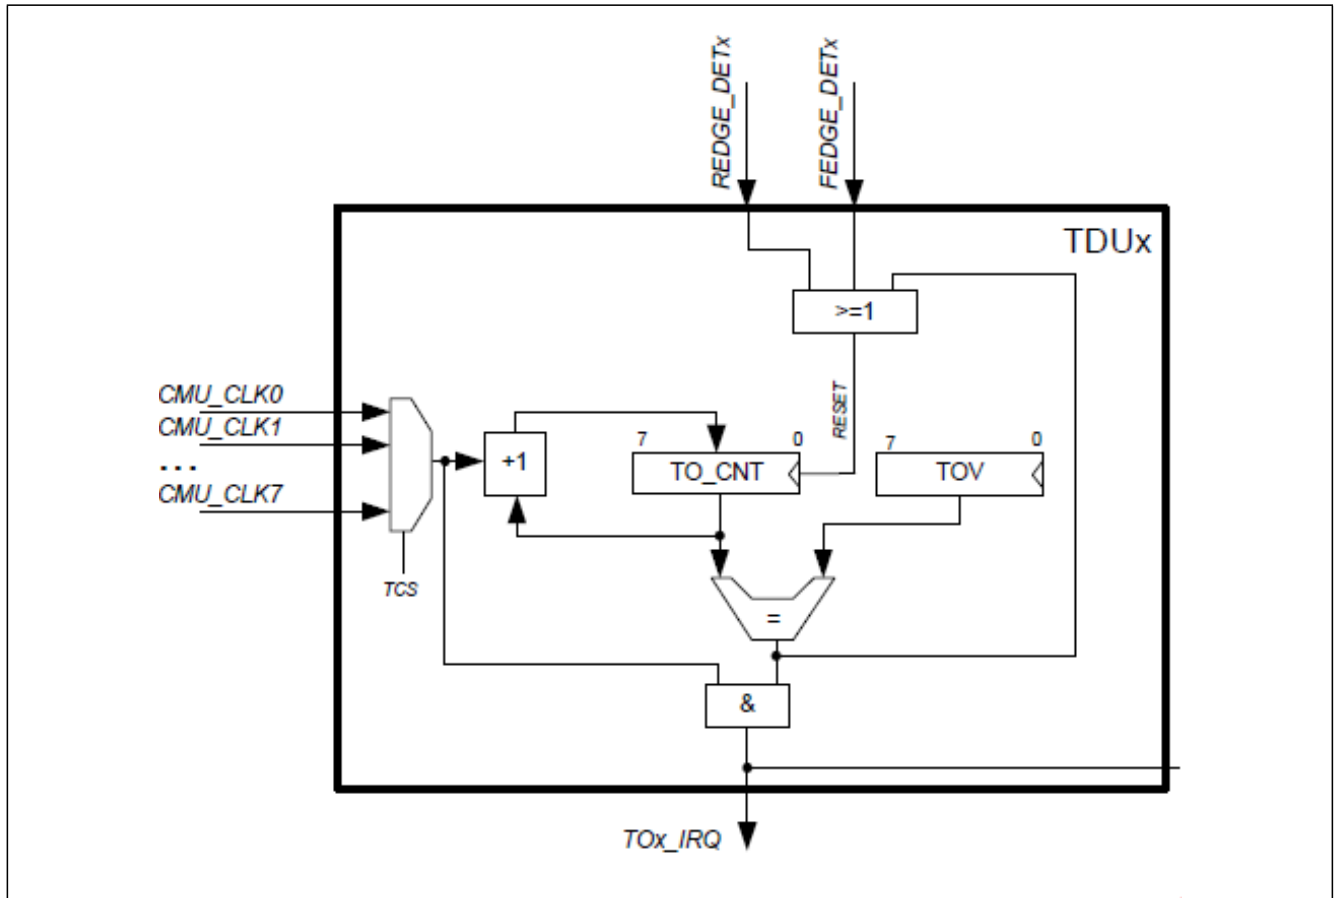 REDGE_DETx
FEDGE_DETx
TDUx
>=1
CMU_CLK0
CMU_CLK1
...
CMU_CLK7
TCS
+1
7
0
TO_CNT
RESET
7
0
TOV
=
&
TOx_IRQ